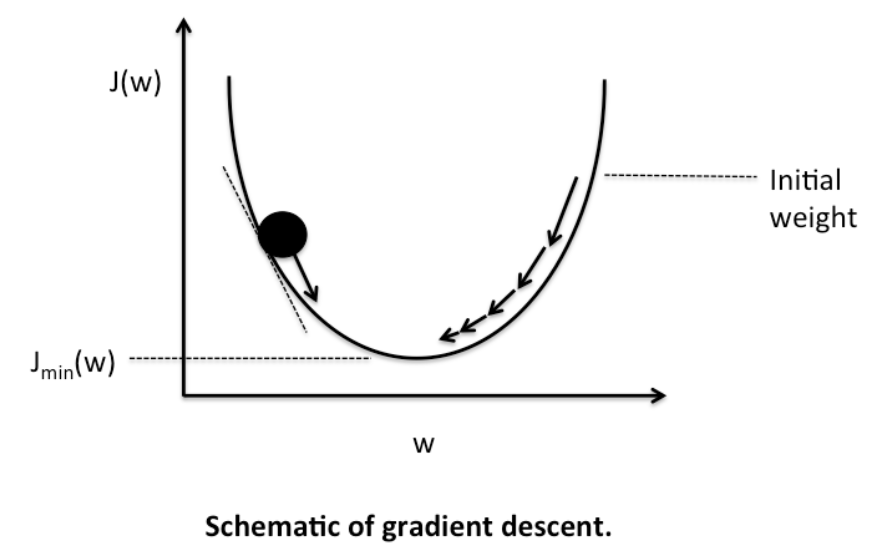 J(w)
Initial
weight
Jmin(w)
w
Schematic of gradient descent.